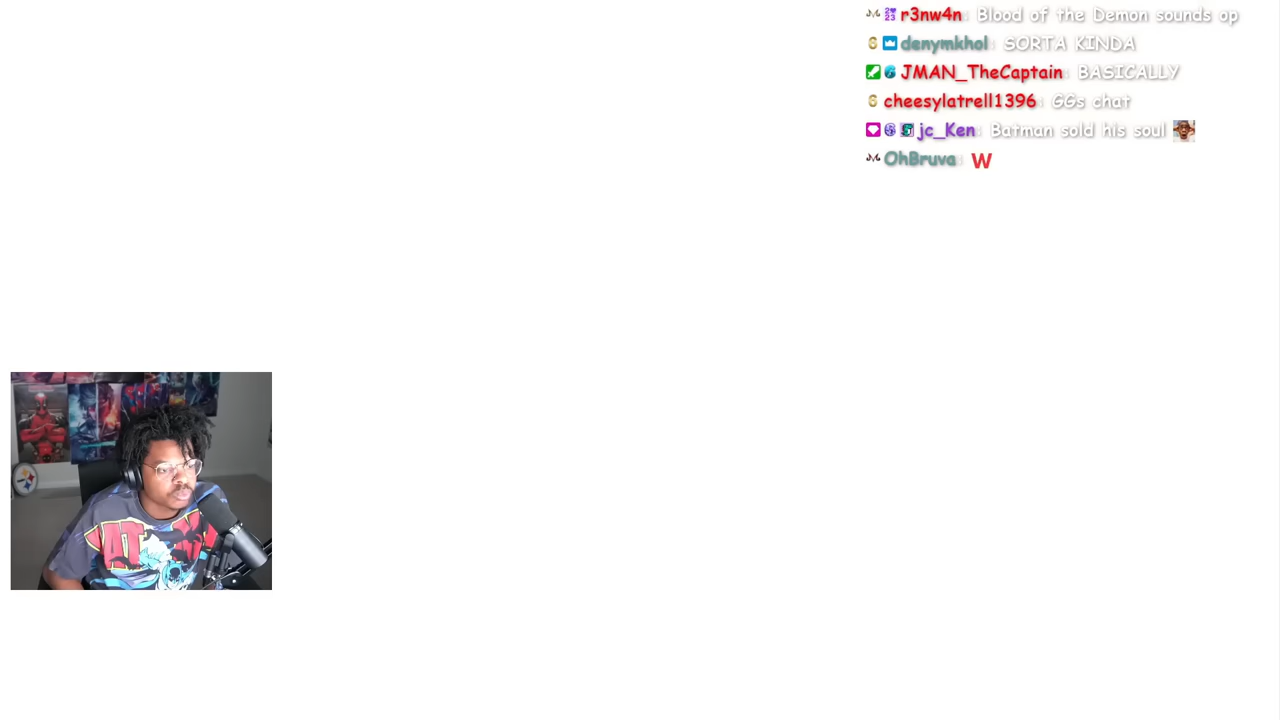 r3nw4n: Blood of the Demon sounds op
denymkhol: SORTA KINDA
JMAN_TheCaptain: BASICALLY
cheesylatrell1396: GGs chat
jc_Ken: Batman sold his soul
OhBruva: W